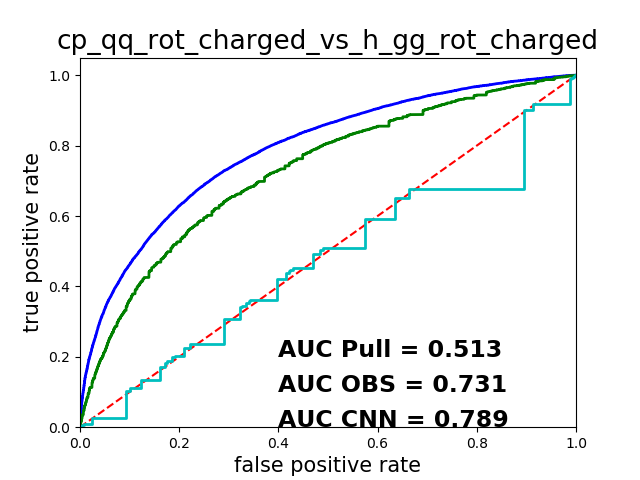 cp_qq_rot_charged_vs_h_gg_rot_charged
true positive rate
1.0
0.8
0.6
0.4
0.2
0.0
AUC Pull = 0.513
AUC OBS = 0.731
AUC CNN = 0.789
0.0 0.2 0.4 0.6 0.8 1.0
false positive rate